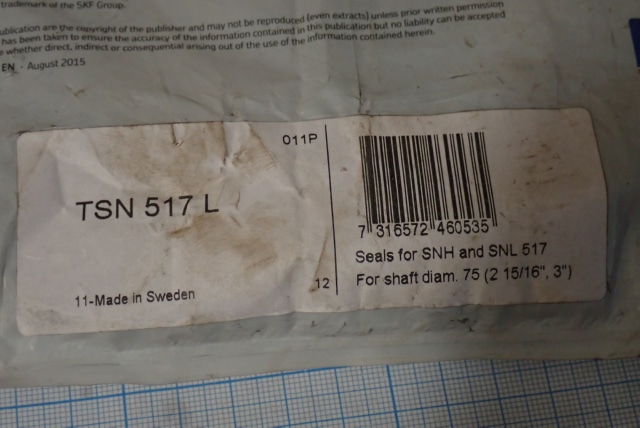 trademark of the SKF Group.
publication are the copyright of the publisher and may not be reproduced (even extracts) unless prior written permission
has been taken to ensure the accuracy of the information contained in this publication but no liability can be accepted
whether direct, indirect or consequential arising out of the use of the information contained herein.
EN - August 2015
011P
TSN 517 L
12
11-Made in Sweden
7 316572 460535
Seals for SNH and SNL 517
For shaft diam. 75 (2 15/16", 3")